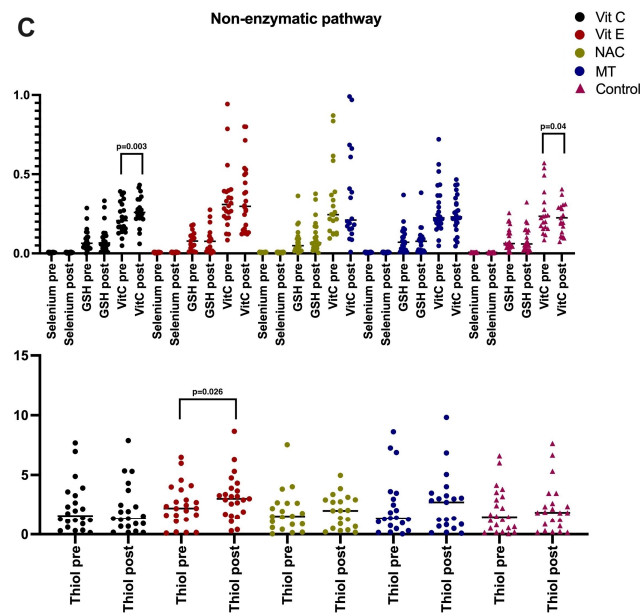 C
Non-enzymatic pathway
Vit C
Vit E
NAC
MT
Control
1.0
0.5
0.0
p=0.003
p=0.04
Selenium pre
Selenium post
GSH pre
GSH post
VitC pre
VitC post
Selenium pre
Selenium post
GSH pre
GSH post
VitC pre
VitC post
Selenium pre
Selenium post
GSH pre
GSH post
VitC pre
VitC post
Selenium pre
Selenium post
GSH pre
GSH post
VitC pre
VitC post
Selenium pre
Selenium post
GSH pre
GSH post
VitC pre
VitC post
15
10
5
0
p=0.026
Thiol pre
Thiol post
Thiol pre
Thiol post
Thiol pre
Thiol post
Thiol pre
Thiol post
Thiol pre
Thiol post